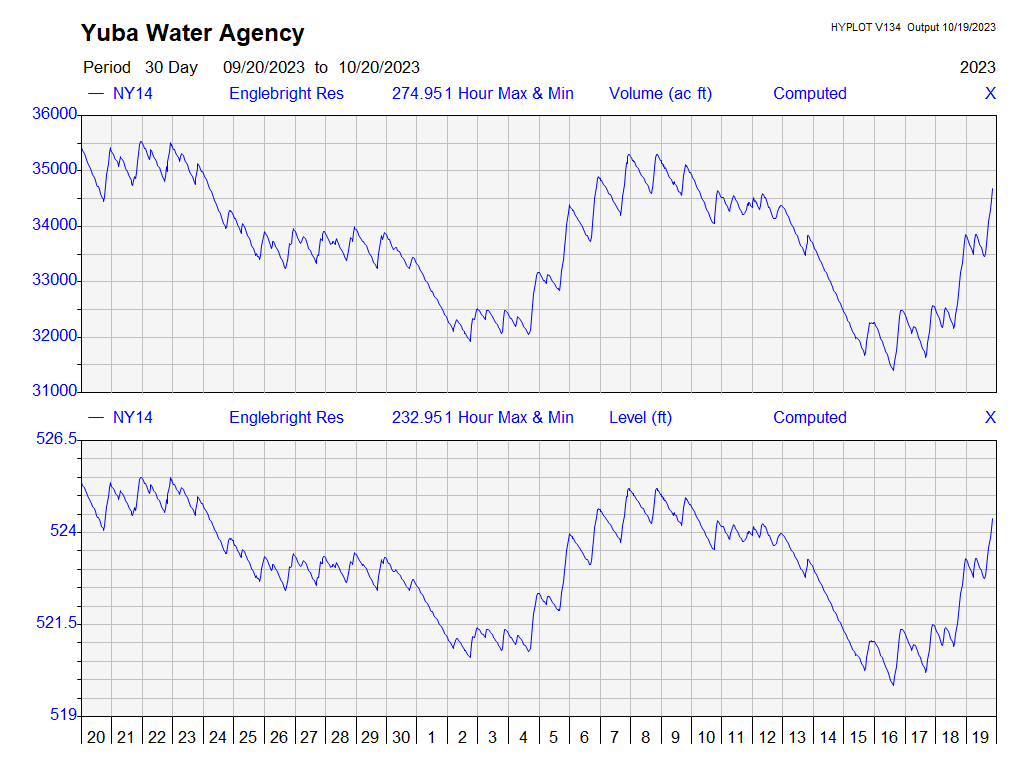 Yuba Water Agency
HYPLOT V134 Output 10/19/2023
Period 30 Day 09/20/2023 to 10/20/2023
2023
NY14 Englebright Res 274.951 Hour Max & Min Volume (ac ft) Computed X
36000
35000
34000
33000
32000
31000
NY14 Englebright Res 232.951 Hour Max & Min Level (ft) Computed X
526.5
524
521.5
519
20 21 22 23 24 25 26 27 28 29 30 1 2 3 4 5 6 7 8 9 10 11 12 13 14 15 16 17 18 19